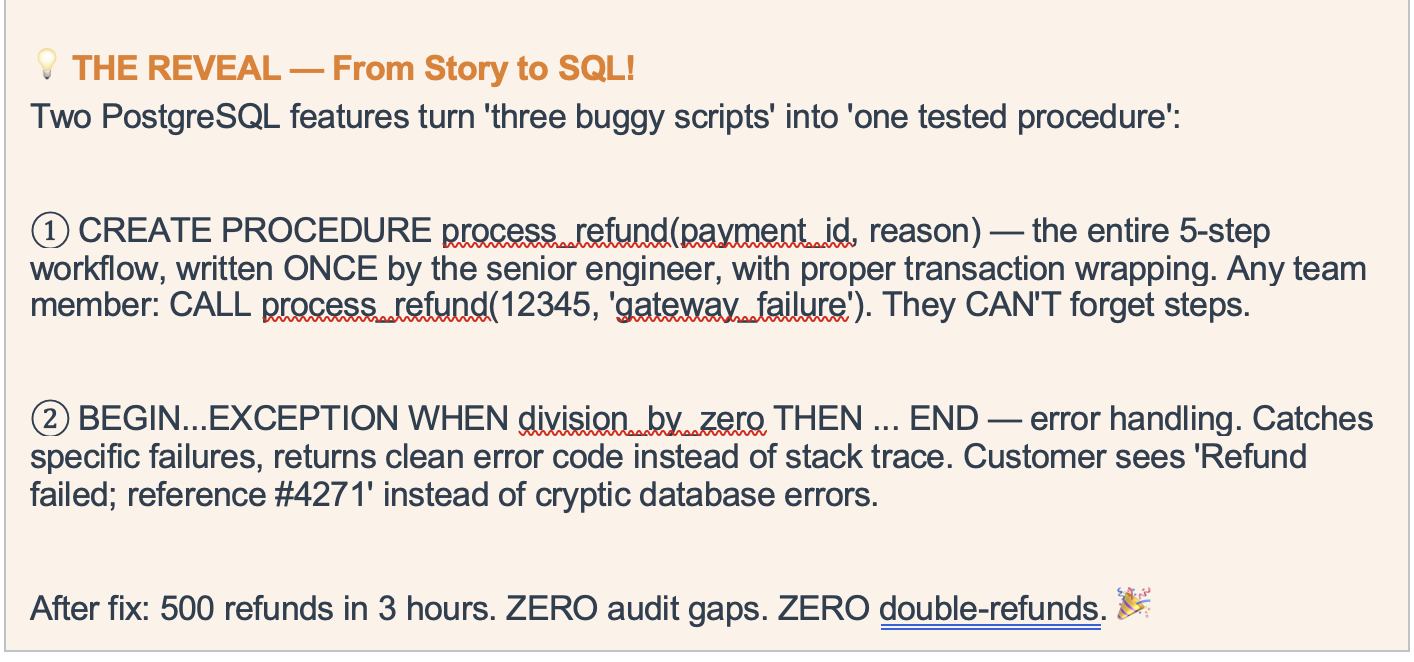 💡 THE REVEAL — From Story to SQL!
Two PostgreSQL features turn 'three buggy scripts' into 'one tested procedure':
① CREATE PROCEDURE process_refund(payment_id, reason) — the entire 5-step
workflow, written ONCE by the senior engineer, with proper transaction wrapping. Any team
member: CALL process_refund(12345, 'gateway_failure'). They CAN'T forget steps.
② BEGIN...EXCEPTION WHEN division_by_zero THEN ... END — error handling. Catches
specific failures, returns clean error code instead of stack trace. Customer sees 'Refund
failed; reference #4271' instead of cryptic database errors.
After fix: 500 refunds in 3 hours. ZERO audit gaps. ZERO double-refunds. 🎉